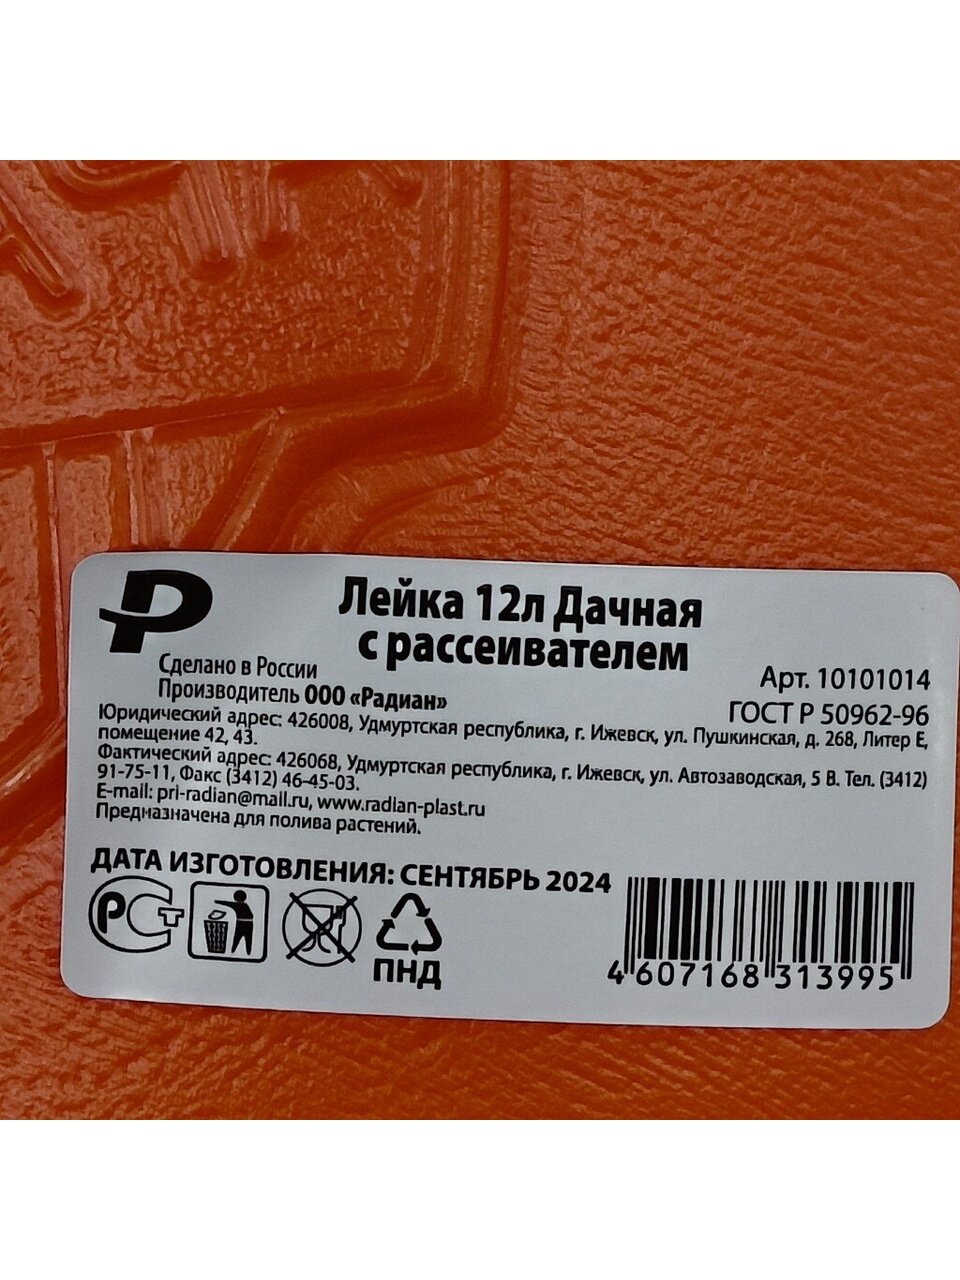 Лейка 12л Дачная
с рассеивателем
Сделано в России
Производитель ООО «Радиан»
Арт. 10101014
ГОСТ Р 50962-96
Юридический адрес: 426008, Удмуртская республика, г. Ижевск, ул. Пушкинская, д. 268, Литер Е,
помещение 42, 43.
Фактический адрес: 426068, Удмуртская республика, г. Ижевск, ул. Автозаводская, 5 В. Тел. (3412)
91-75-11, Факс (3412) 46-45-03.
E-mail: pri-radian@mail.ru, www.radian-plast.ru
Предназначена для полива растений.
ДАТА ИЗГОТОВЛЕНИЯ: СЕНТЯБРЬ 2024
РСТ
ПНД
4 607168 313995